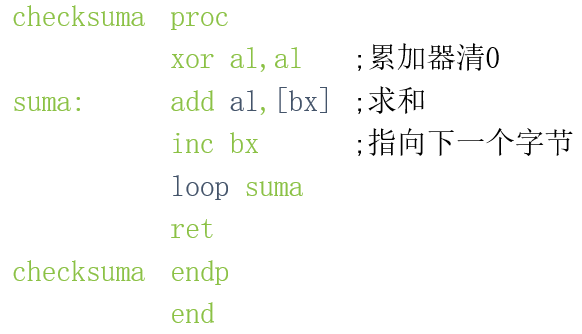 checksuma proc
xor al,al ;累加器清0
suma: add al,[bx] ;求和
inc bx ;指向下一个字节
loop suma
ret
checksuma endp
end